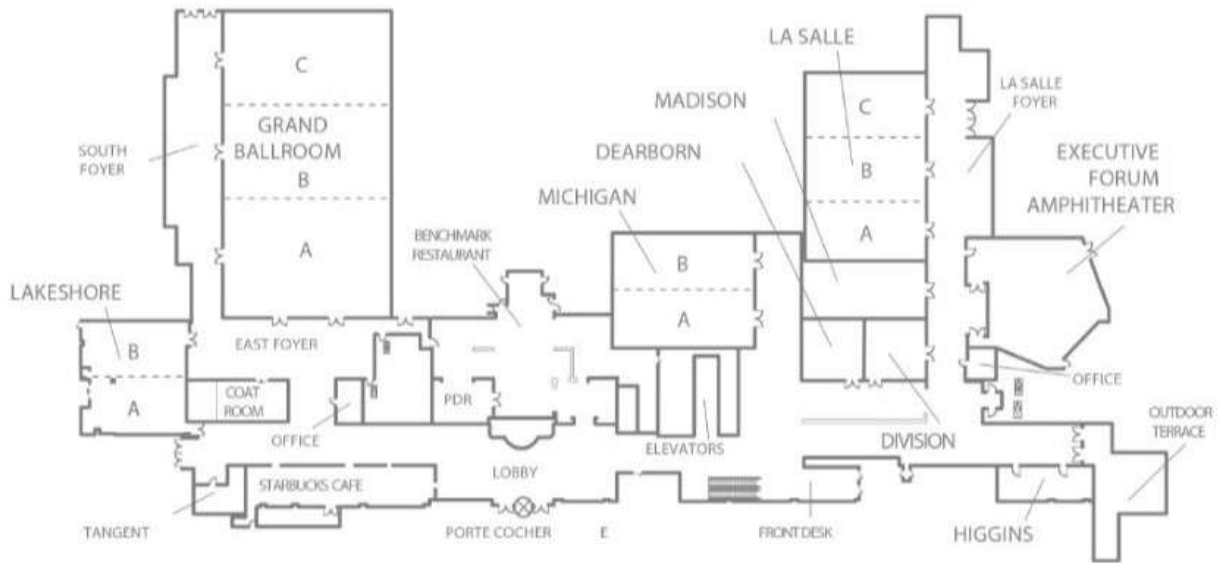 LA SALLE
C
C
LA SALLE
FOYER
MADISON
GRAND
BALLROOM
SOUTH
FOYER
DEARBORN
EXECUTIVE
FORUM
AMPHITHEATER
B
B
MICHIGAN
A
BENCHMARK
RESTAURANT
A
B
LAKESHORE
A
EAST FOYER
B
OFFICE
COAT
ROOM
PDR
A
OUTDOOR
TERRACE
OFFICE
ELEVATORS
DIVISION
LOBBY
STARBUCKS CAFE
TANGENT
PORTE COCHER E
FRONT DESK
HIGGINS